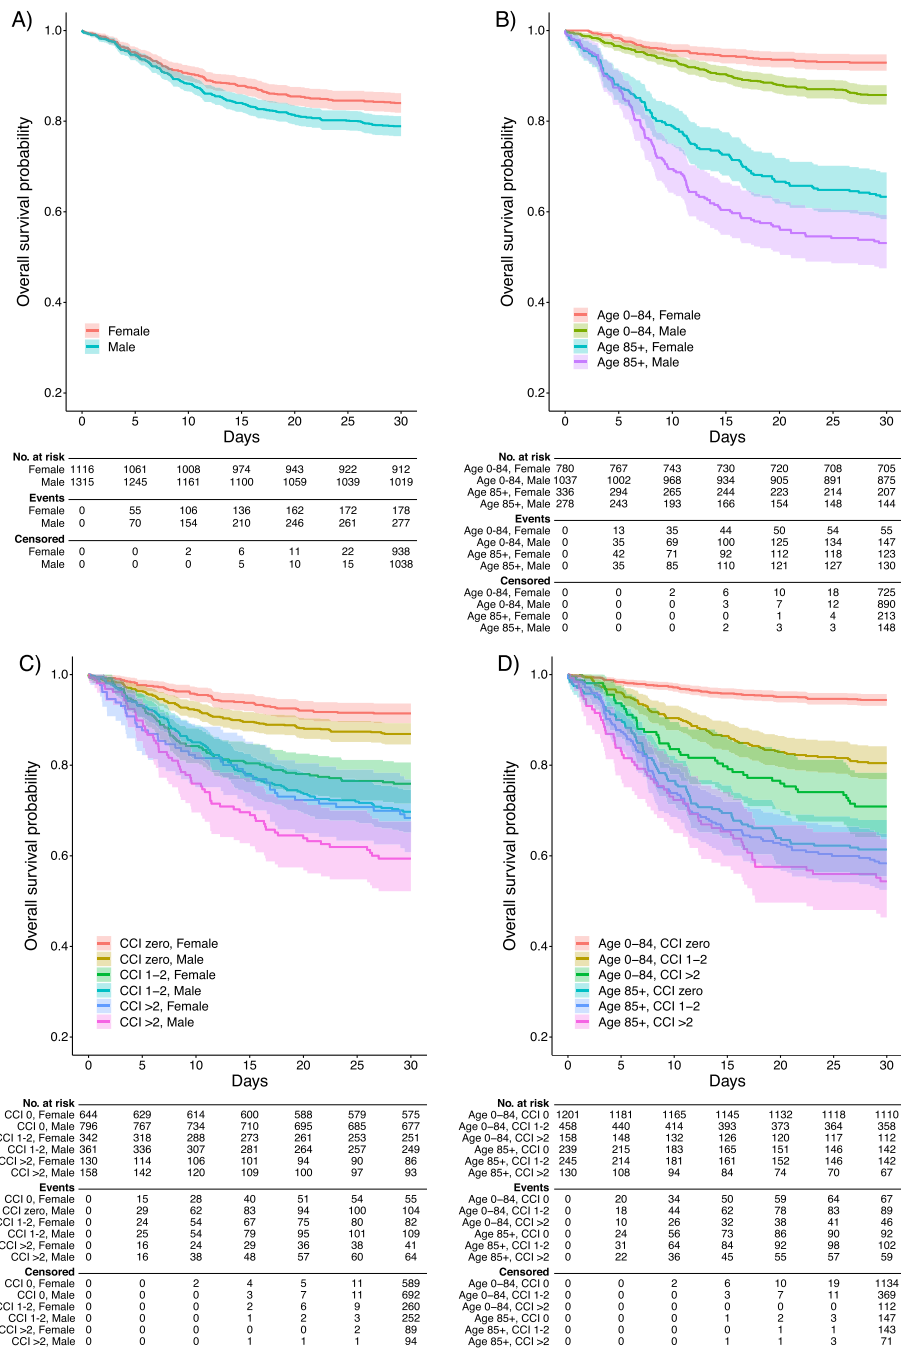 A)
Overall survival probability
1.0
0.8
0.6
0.4
0.2
Female
Male
0 5 10 15 20 25 30
Days
No. at risk
Female 1116 1061 1008 974 943 922 912
Male 1315 1245 1161 1100 1059 1039 1019
Events
Female 0 55 106 136 162 172 178
Male 0 70 154 210 246 261 277
Censored
Female 0 0 2 6 11 22 938
Male 0 0 0 5 10 15 1038
B)
Overall survival probability
1.0
0.8
0.6
0.4
0.2
Age 0–84, Female
Age 0–84, Male
Age 85+, Female
Age 85+, Male
0 5 10 15 20 25 30
Days
No. at risk
Age 0-84, Female 780 767 743 730 720 708 705
Age 0-84, Male 1037 1002 968 934 905 891 875
Age 85+, Female 336 294 265 244 223 214 207
Age 85+, Male 278 243 193 166 154 148 144
Events
Age 0-84, Female 0 13 35 44 50 54 55
Age 0-84, Male 0 35 69 100 125 134 147
Age 85+, Female 0 42 71 92 112 118 123
Age 85+, Male 0 35 85 110 121 127 130
Censored
Age 0-84, Female 0 0 2 6 10 18 725
Age 0-84, Male 0 0 0 3 7 12 890
Age 85+, Female 0 0 0 0 1 4 213
Age 85+, Male 0 0 0 2 3 3 148
C)
Overall survival probability
1.0
0.8
0.6
0.4
0.2
CCI zero, Female
CCI zero, Male
CCI 1–2, Female
CCI 1–2, Male
CCI >2, Female
CCI >2, Male
0 5 10 15 20 25 30
Days
No. at risk
CCI 0, Female 644 629 614 600 588 579 575
CCI 0, Male 796 767 734 710 695 685 677
CCI 1-2, Female 342 318 288 273 261 253 251
CCI 1-2, Male 361 336 307 281 264 257 249
CCI >2, Female 130 114 106 101 94 90 86
CCI >2, Male 158 142 120 109 100 97 93
Events
CCI 0, Female 0 15 28 40 51 54 55
CCI zero, Male 0 29 62 83 94 100 104
CCI 1-2, Female 0 24 54 67 75 80 82
CCI 1-2, Male 0 25 54 79 95 101 109
CCI >2, Female 0 16 24 29 36 38 41
CCI >2, Male 0 16 38 48 57 60 64
Censored
CCI 0, Female 0 0 2 4 5 11 589
CCI 0, Male 0 0 0 3 7 11 692
CCI 1-2, Female 0 0 0 2 6 9 260
CCI 1-2, Male 0 0 0 1 2 3 252
CCI >2, Female 0 0 0 0 0 2 89
CCI >2, Male 0 0 0 1 1 1 94
D)
Overall survival probability
1.0
0.8
0.6
0.4
0.2
Age 0–84, CCI zero
Age 0–84, CCI 1–2
Age 0–84, CCI >2
Age 85+, CCI zero
Age 85+, CCI 1–2
Age 85+, CCI >2
0 5 10 15 20 25 30
Days
No. at risk
Age 0–84, CCI 0 1201 1181 1165 1145 1132 1118 1110
Age 0–84, CCI 1-2 458 440 414 393 373 364 358
Age 0–84, CCI >2 158 148 132 126 120 117 112
Age 85+, CCI 0 239 215 183 165 151 146 142
Age 85+, CCI 1-2 245 214 181 161 152 146 142
Age 85+, CCI >2 130 108 94 84 74 70 67
Events
Age 0–84, CCI 0 0 20 34 50 59 64 67
Age 0–84, CCI 1-2 0 18 44 62 78 83 89
Age 0–84, CCI >2 0 10 26 32 38 41 46
Age 85+, CCI 0 0 24 56 73 86 90 92
Age 85+, CCI 1-2 0 31 64 84 92 98 102
Age 85+, CCI >2 0 22 36 45 55 57 59
Censored
Age 0–84, CCI 0 0 0 2 6 10 19 1134
Age 0–84, CCI 1-2 0 0 0 3 7 11 369
Age 0–84, CCI >2 0 0 0 0 0 0 112
Age 85+, CCI 0 0 0 0 1 2 3 147
Age 85+, CCI 1-2 0 0 0 0 1 1 143
Age 85+, CCI >2 0 0 0 1 1 3 71